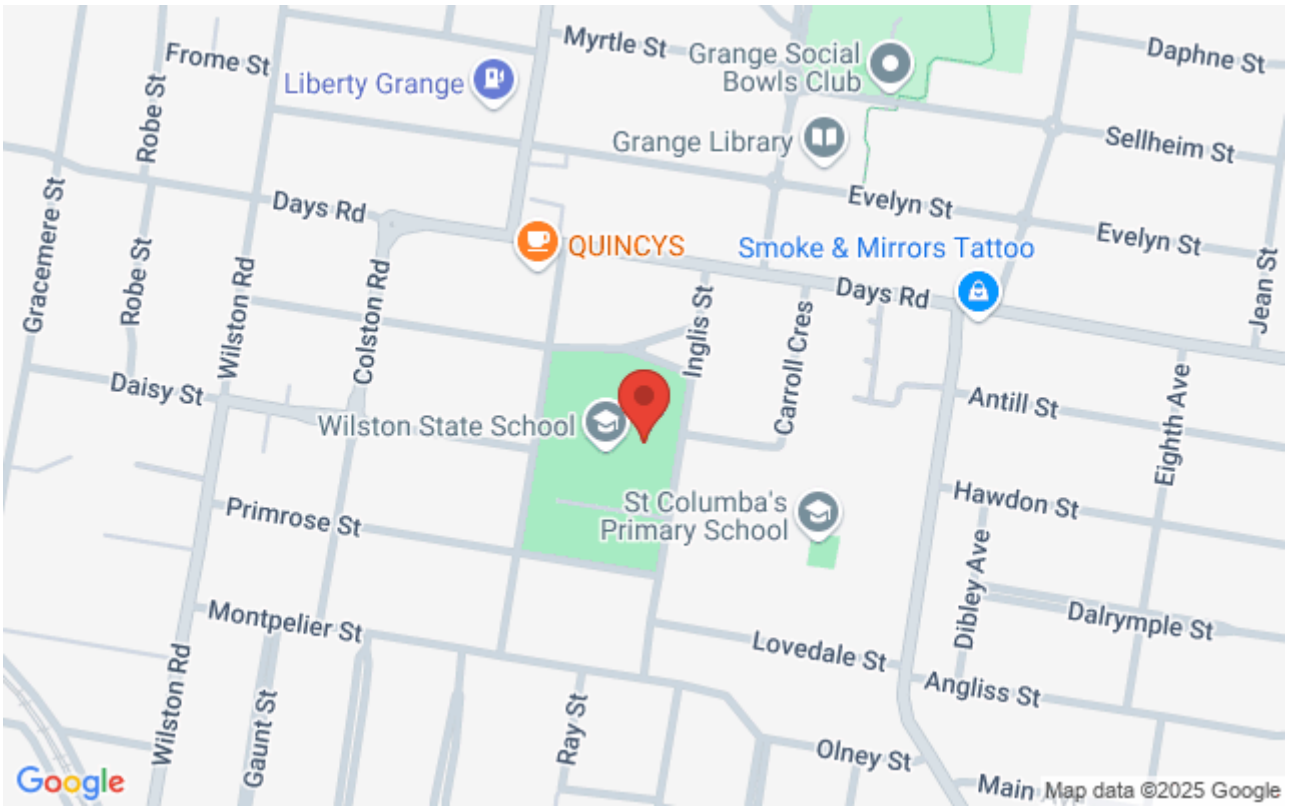 Myrtle St
Frome St
Grange Social
Bowls Club
Daphne St
Liberty Grange
Robe St
Grange Library
Sellheim St
Gracemere St
Days Rd
Evelyn St
Evelyn St
QUINCYS
Smoke & Mirrors Tattoo
Jean St
Robe St
Wilston Rd
Colston Rd
Inglis St
Days Rd
Carroll Cres
Daisy St
Wilston State School
Antill St
Eighth Ave
St Columba's
Primary School
Hawdon St
Primrose St
Dibley Ave
Dalrymple St
Montpelier St
Lovedale St
Angliss St
Wilston Rd
Gaunt St
Ray St
Olney St
Google
Main
Map data ©2025 Google